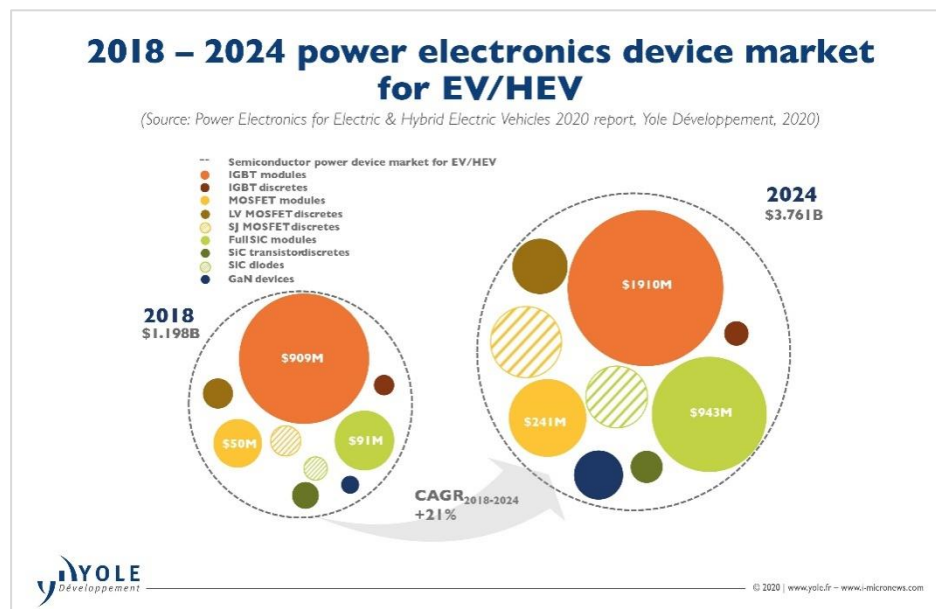 2018 – 2024 power electronics device market
for EV/HEV
(Source: Power Electronics for Electric & Hybrid Electric Vehicles 2020 report, Yole Développement, 2020)
Semiconductor power device market for EV/HEV
IGBT modules
IGBT discretes
MOSFET modules
LV MOSFET discretes
SJ MOSFET discretes
Full SiC modules
SiC transistor discretes
SiC diodes
GaN devices
2018
$1.198B
$909M
$50M
$91M
2024
$3.761B
$1910M
$241M
$943M
CAGR2018-2024
+21%
YOLE
Développement
© 2020 | www.yole.fr – www.i-micronews.com